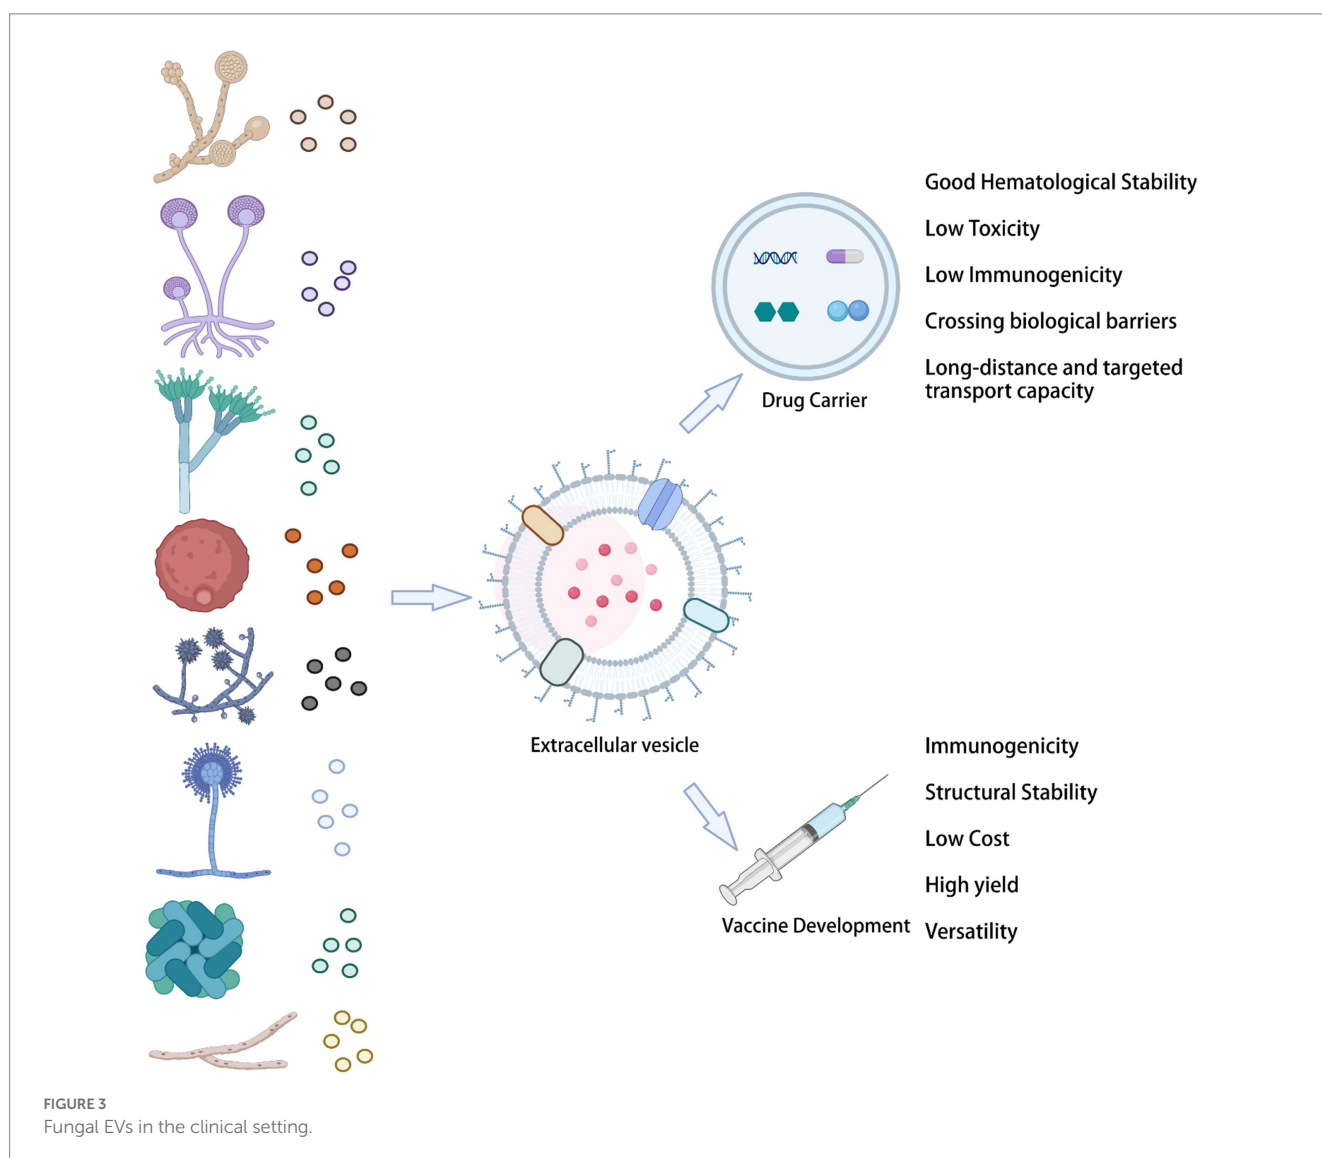 Good Hematological Stability
Low Toxicity
Low Immunogenicity
Crossing biological barriers
Long-distance and targeted
transport capacity
Drug Carrier
Extracellular vesicle
Immunogenicity
Structural Stability
Low Cost
High yield
Versatility
Vaccine Development
FIGURE 3
Fungal EVs in the clinical setting.